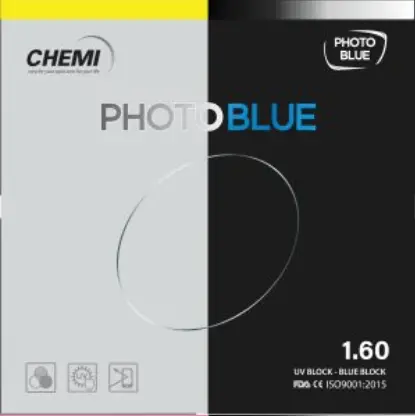 CHEMI
PHOTO
BLUE
PHOTOBLUE
1.60
UV BLOCK - BLUE BLOCK
FDA CE ISO9001:2015